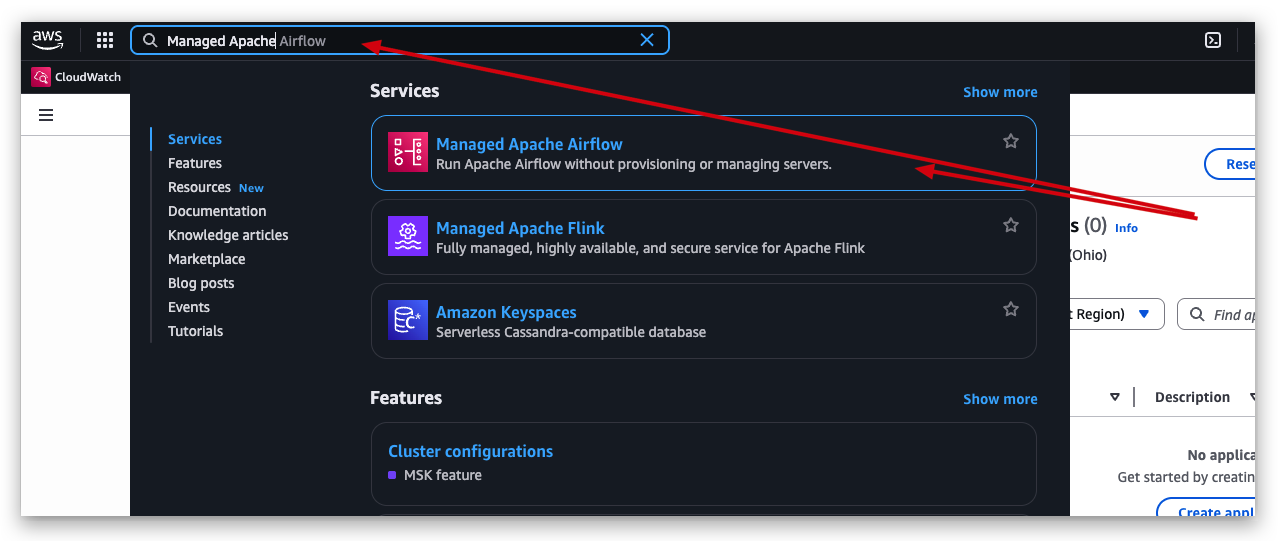 aws
Managed Apache Airflow
CloudWatch
Services
Features
Resources New
Documentation
Knowledge articles
Marketplace
Blog posts
Events
Tutorials
Services
Show more
Managed Apache Airflow
Run Apache Airflow without provisioning or managing servers.
Managed Apache Flink
Fully managed, highly available, and secure service for Apache Flink
Amazon Keyspaces
Serverless Cassandra-compatible database
Features
Show more
Cluster configurations
MSK feature
Rese
s (0) Info
(Ohio)
t Region)
Find ap
Description
No applica
Get started by creatin
Create appl